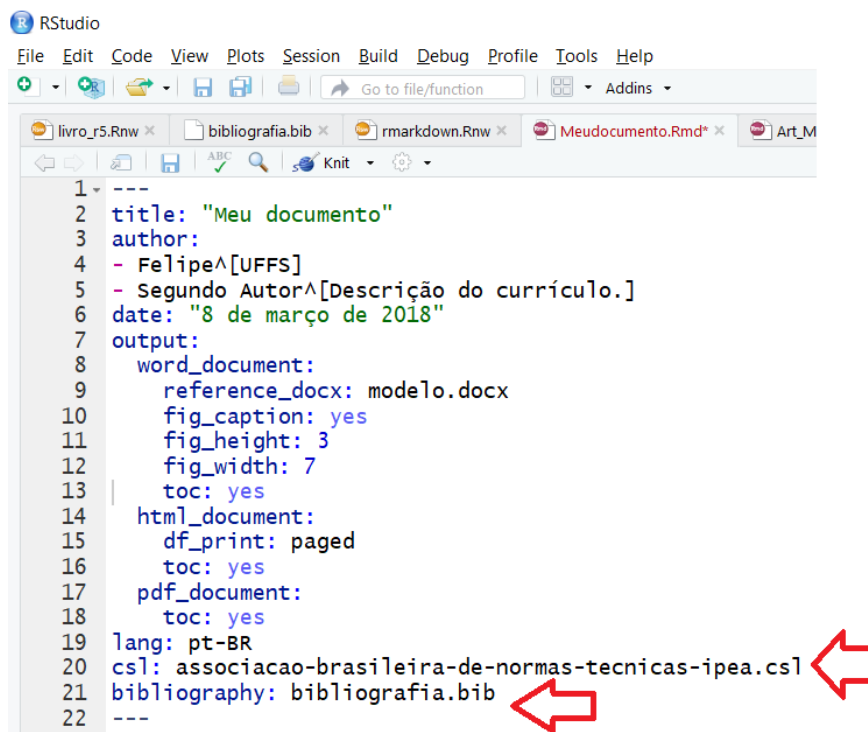 RStudio
File Edit Code View Plots Session Build Debug Profile Tools Help
Go to file/function Addins
livro_r5.Rnw bibliografia.bib rmarkdown.Rnw Meudocumento.Rmd* Art_M
ABC Knit
1 ---
2 title: "Meu documento"
3 author:
4 - Felipe^[UFFS]
5 - Segundo Autor^[Descrição do currículo.]
6 date: "8 de março de 2018"
7 output:
8 word_document:
9 reference_docx: modelo.docx
10 fig_caption: yes
11 fig_height: 3
12 fig_width: 7
13 toc: yes
14 html_document:
15 df_print: paged
16 toc: yes
17 pdf_document:
18 toc: yes
19 lang: pt-BR
20 csl: associacao-brasileira-de-normas-tecnicas-ipea.csl
21 bibliography: bibliografia.bib
22 ---